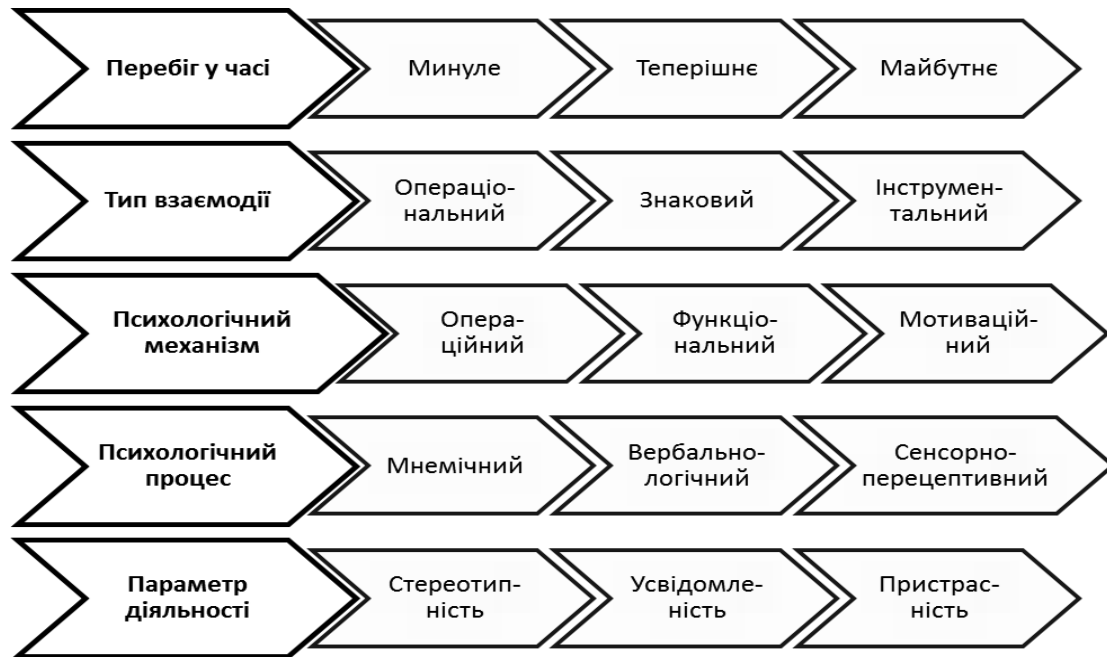 Перебіг у часі
Минуле
Теперішнє
Майбутнє
Тип взаємодії
Операціо-
нальний
Знаковий
Інструмен-
тальний
Психологічний
механізм
Опера-
ційний
Функціо-
нальний
Мотивацій-
ний
Психологічний
процес
Мнемічний
Вербально-
логічний
Сенсорно-
перецептивний
Параметр
діяльності
Стереотип-
ність
Усвідомле-
ність
Пристрас-
ність